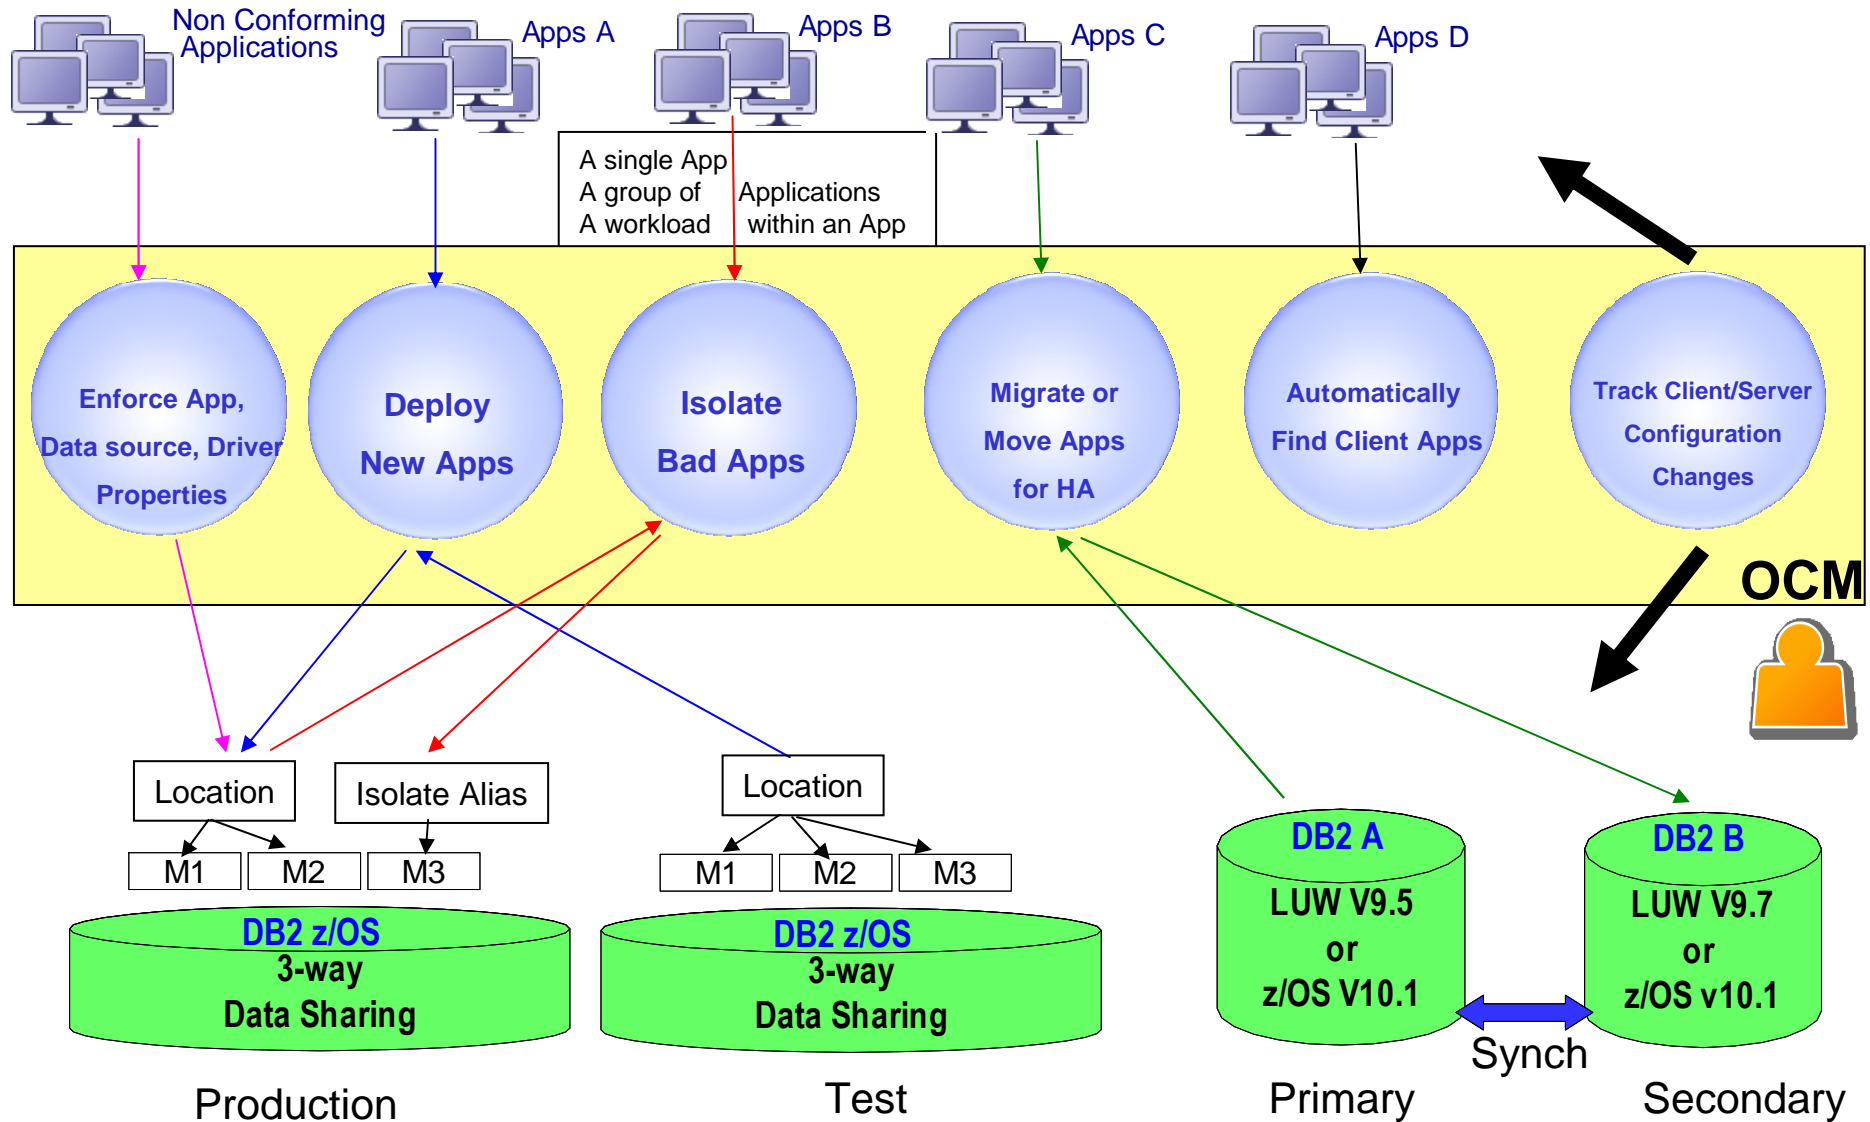 Non Conforming
Applications
Apps A
Apps B
Apps C
Apps D
A single App
A group of Applications
A workload within an App
Enforce App,
Data source, Driver
Properties
Deploy
New Apps
Isolate
Bad Apps
Migrate or
Move Apps
for HA
Automatically
Find Client Apps
Track Client/Server
Configuration
Changes
OCM
Location
Isolate Alias
Location
M1
M2
M3
M1
M2
M3
DB2 z/OS
3-way
Data Sharing
DB2 z/OS
3-way
Data Sharing
DB2 A
LUW V9.5
or
z/OS V10.1
DB2 B
LUW V9.7
or
z/OS v10.1
Synch
Production
Test
Primary
Secondary